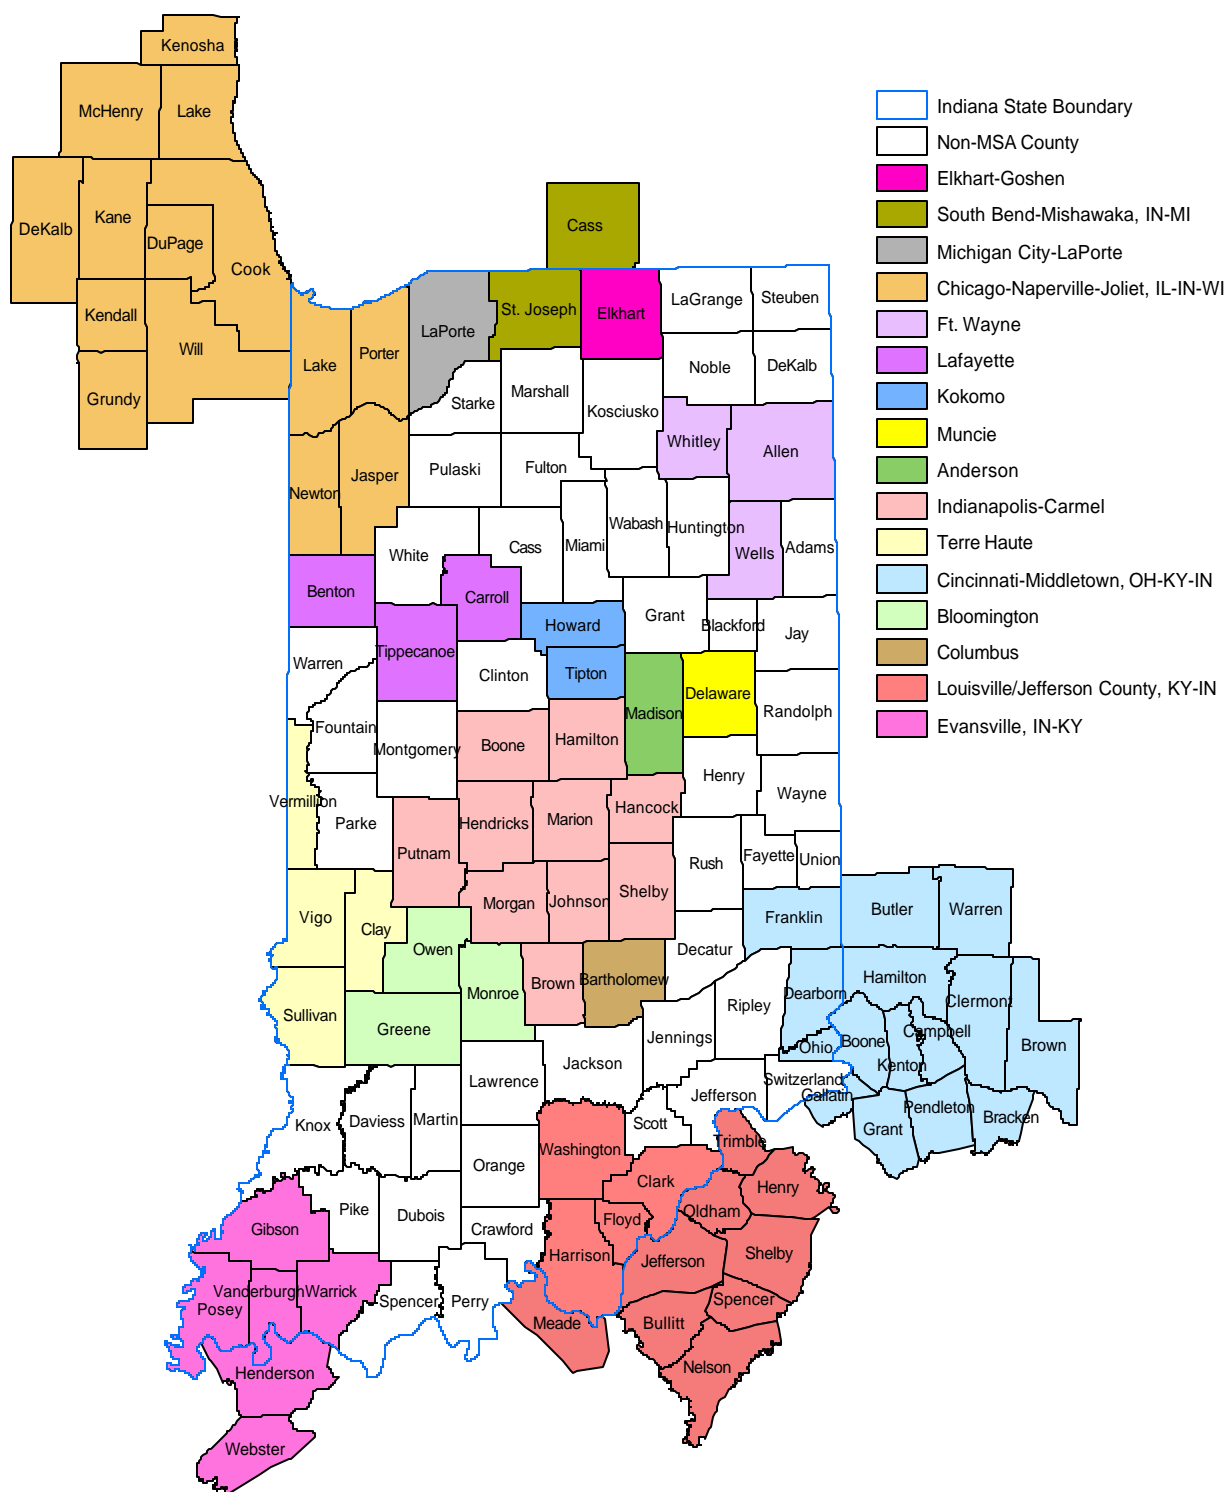 Kenosha
McHenry
Lake
DeKalb
Kane
DuPage
Cook
Kendall
Will
Grundy
Cass
Indiana State Boundary
Non-MSA County
Elkhart-Goshen
South Bend-Mishawaka, IN-MI
Michigan City-LaPorte
Chicago-Naperville-Joliet, IL-IN-WI
Ft. Wayne
Lafayette
Kokomo
Muncie
Anderson
Indianapolis-Carmel
Terre Haute
Cincinnati-Middletown, OH-KY-IN
Bloomington
Columbus
Louisville/Jefferson County, KY-IN
Evansville, IN-KY
Lake
Porter
LaPorte
St. Joseph
Elkhart
LaGrange
Steuben
Noble
DeKalb
Starke
Marshall
Kosciusko
Whitley
Allen
Newton
Jasper
Pulaski
Fulton
White
Cass
Miami
Wabash
Huntington
Wells
Adams
Benton
Carroll
Howard
Grant
Blackford
Jay
Warren
Tippecanoe
Clinton
Tipton
Madison
Delaware
Randolph
Fountain
Montgomery
Boone
Hamilton
Henry
Wayne
Vermillion
Parke
Putnam
Hendricks
Marion
Hancock
Rush
Fayette
Union
Vigo
Clay
Owen
Morgan
Johnson
Shelby
Franklin
Butler
Warren
Decatur
Sullivan
Greene
Monroe
Brown
Bartholomew
Jennings
Ripley
Dearborn
Hamilton
Clermont
Brown
Ohio
Boone
Campbell
Kenton
Knox
Daviess
Martin
Lawrence
Jackson
Scott
Jefferson
Switzerland
Gallatin
Grant
Pendleton
Bracken
Washington
Orange
Clark
Trimble
Henry
Oldham
Gibson
Pike
Dubois
Crawford
Harrison
Floyd
Jefferson
Shelby
Posey
Vanderburgh
Warrick
Spencer
Perry
Meade
Bullitt
Spencer
Nelson
Henderson
Webster